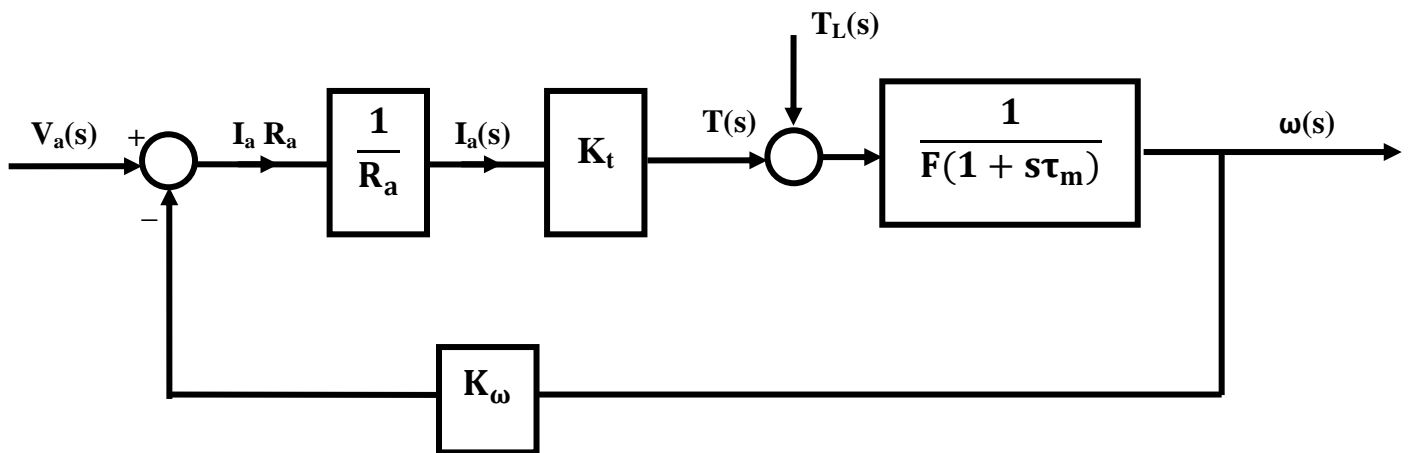 T_L(s)
V_a(s)
+
I_a R_a
1
R_a
I_a(s)
K_t
T(s)
1
F(1 + sτ_m)
ω(s)
−
K_ω